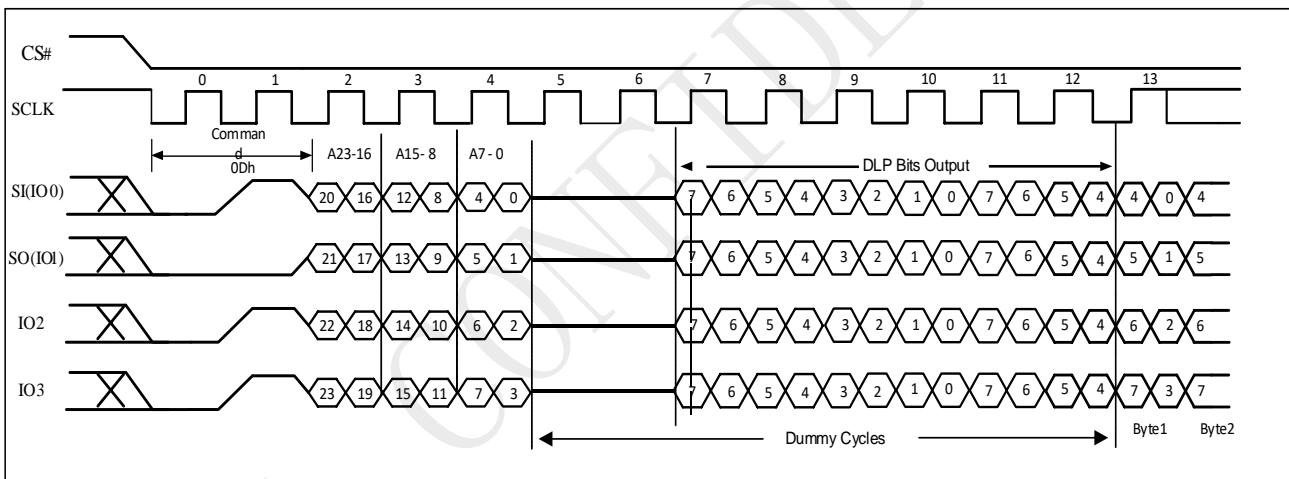 CS#
0 1 2 3 4 5 6 7 8 9 10 11 12 13
SCLK
Comman
d
0Dh
A23-16 A15- 8 A7 - 0
DLP Bits Output
SI(IO0) 20 16 12 8 4 0 7 6 5 4 3 2 1 0 7 6 5 4 4 0 4
SO(IO1) 21 17 13 9 5 1 7 6 5 4 3 2 1 0 7 6 5 4 5 1 5
IO2 22 18 14 10 6 2 7 6 5 4 3 2 1 0 7 6 5 4 6 2 6
IO3 23 19 15 11 7 3 7 6 5 4 3 2 1 0 7 6 5 4 7 3 7
Dummy Cycles
Byte1 Byte2